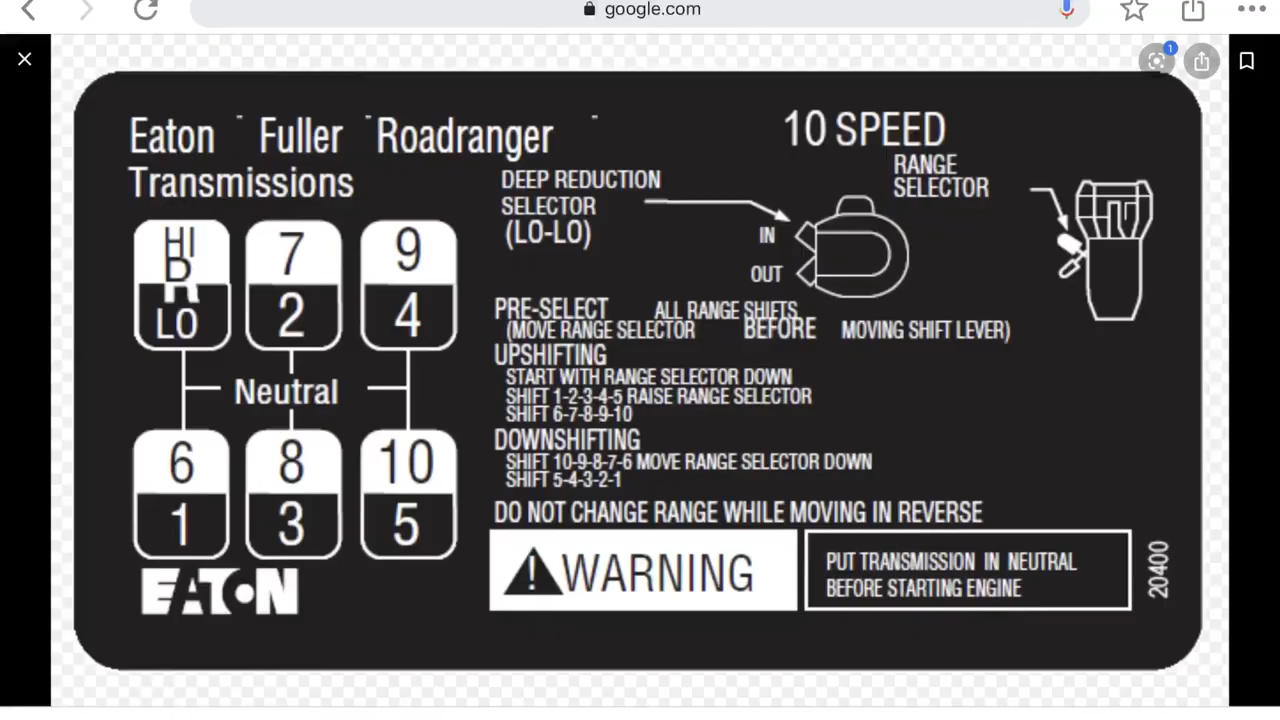 google.com
1
Eaton Fuller Roadranger
Transmissions
10 SPEED
RANGE
SELECTOR
DEEP REDUCTION
SELECTOR
(LO-LO)
IN
OUT
HI
R
LO
7
2
9
4
Neutral
6
1
8
3
10
5
PRE-SELECT ALL RANGE SHIFTS
(MOVE RANGE SELECTOR BEFORE MOVING SHIFT LEVER)
UPSHIFTING
START WITH RANGE SELECTOR DOWN
SHIFT 1-2-3-4-5 RAISE RANGE SELECTOR
SHIFT 6-7-8-9-10
DOWNSHIFTING
SHIFT 10-9-8-7-6 MOVE RANGE SELECTOR DOWN
SHIFT 5-4-3-2-1
DO NOT CHANGE RANGE WHILE MOVING IN REVERSE
WARNING
PUT TRANSMISSION IN NEUTRAL
BEFORE STARTING ENGINE
20400
EATON